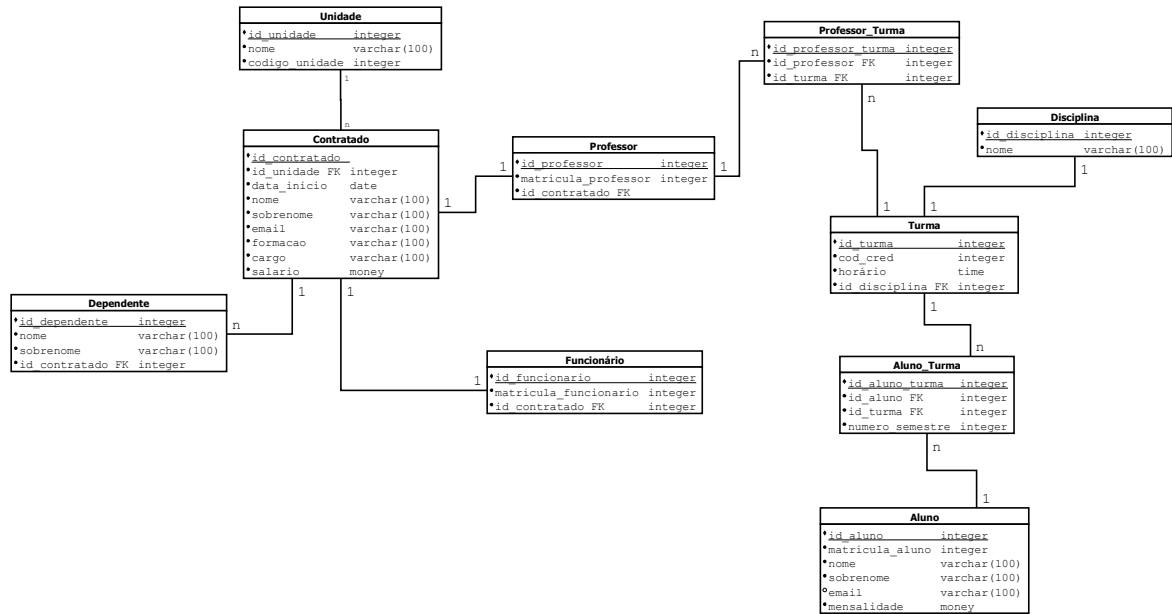 Unidade
id_unidade integer
nome varchar(100)
codigo_unidade integer
1
n
Contratado
id_contratado
id_unidade FK integer
data_inicio date
nome varchar(100)
sobrenome varchar(100)
email varchar(100)
formacao varchar(100)
cargo varchar(100)
salario money
1
1
1
Dependente
id_dependente integer
nome varchar(100)
sobrenome varchar(100)
id_contratado FK integer
n
1
Professor
id_professor integer
matricula_professor integer
id_contratado FK
1
1
Funcionário
id_funcionario integer
matricula_funcionario integer
id_contratado FK integer
n
Professor_Turma
id_professor_turma integer
id_professor FK integer
id_turma FK integer
n
Disciplina
id_disciplina integer
nome varchar(100)
1
1
1
Turma
id_turma integer
cod_cred integer
horário time
id_disciplina FK integer
1
n
Aluno_Turma
id_aluno_turma integer
id_aluno FK integer
id_turma FK integer
numero_semestre integer
n
1
Aluno
id_aluno integer
matricula_aluno integer
nome varchar(100)
sobrenome varchar(100)
email varchar(100)
mensalidade money